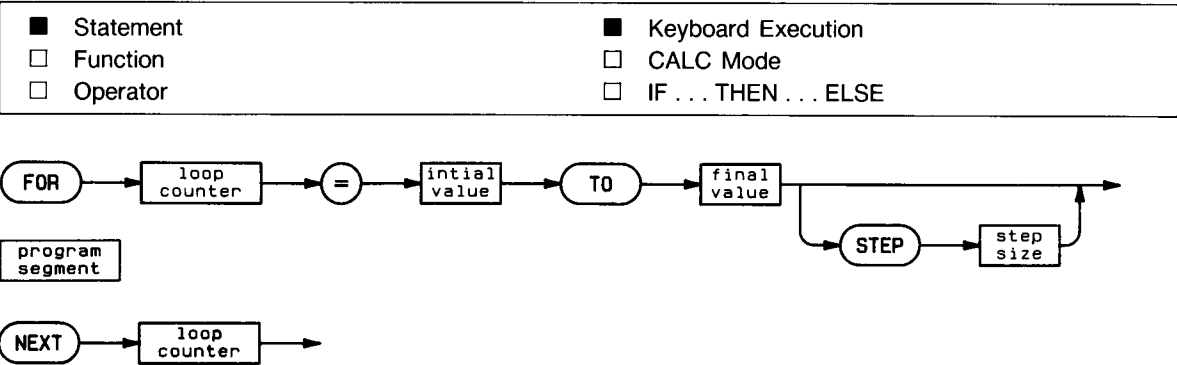 ■ Statement
□ Function
□ Operator
■ Keyboard Execution
□ CALC Mode
□ IF . . . THEN . . . ELSE
FOR loop counter = intial value TO final value
STEP step size
program
segment
NEXT loop counter